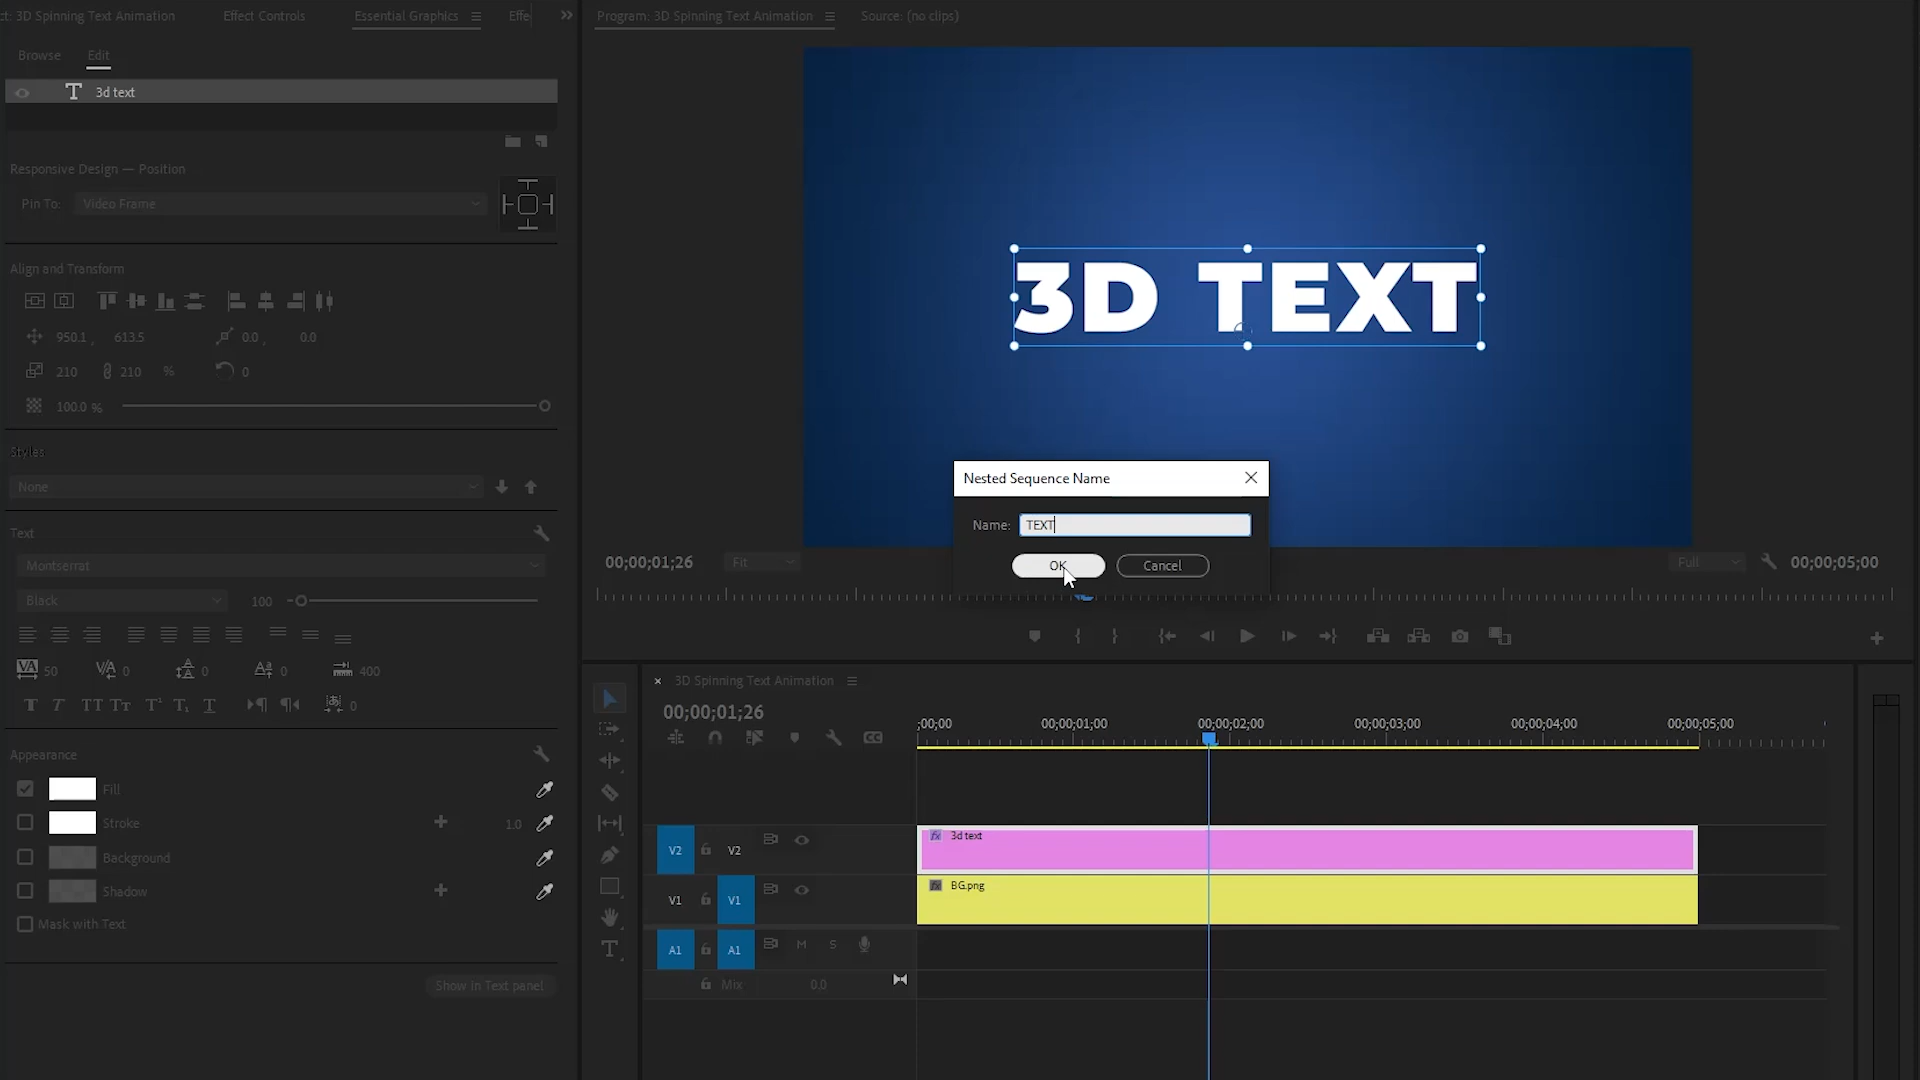 ct: 3D Spinning Text Animation
Effect Controls
Essential Graphics
Effe
Program: 3D Spinning Text Animation
Source: (no clips)
Browse
Edit
3d text
Responsive Design — Position
Pin To:
Video Frame
Align and Transform
950.1 , 613.5
0.0 , 0.0
210
210 %
0
100.0 %
Styles
None
Text
Montserrat
Black
100
50
0
0
0
400
0
Appearance
Fill
Stroke
1.0
Background
Shadow
Mask with Text
Show in Text panel
3D TEXT
Nested Sequence Name
Name: TEXT
OK
Cancel
00;00;01;26
Fit
Full
00;00;05;00
3D Spinning Text Animation
00;00;01;26
;00;00
00;00;01;00
00;00;02;00
00;00;03;00
00;00;04;00
00;00;05;00
V2
V2
3d text
V1
V1
BG.png
A1
A1
M
S
Mix
0.0